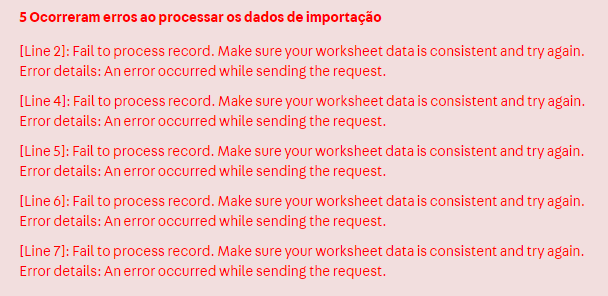 5 Ocorreram erros ao processar os dados de importação
[Line 2]: Fail to process record. Make sure your worksheet data is consistent and try again.
Error details: An error occurred while sending the request.
[Line 4]: Fail to process record. Make sure your worksheet data is consistent and try again.
Error details: An error occurred while sending the request.
[Line 5]: Fail to process record. Make sure your worksheet data is consistent and try again.
Error details: An error occurred while sending the request.
[Line 6]: Fail to process record. Make sure your worksheet data is consistent and try again.
Error details: An error occurred while sending the request.
[Line 7]: Fail to process record. Make sure your worksheet data is consistent and try again.
Error details: An error occurred while sending the request.